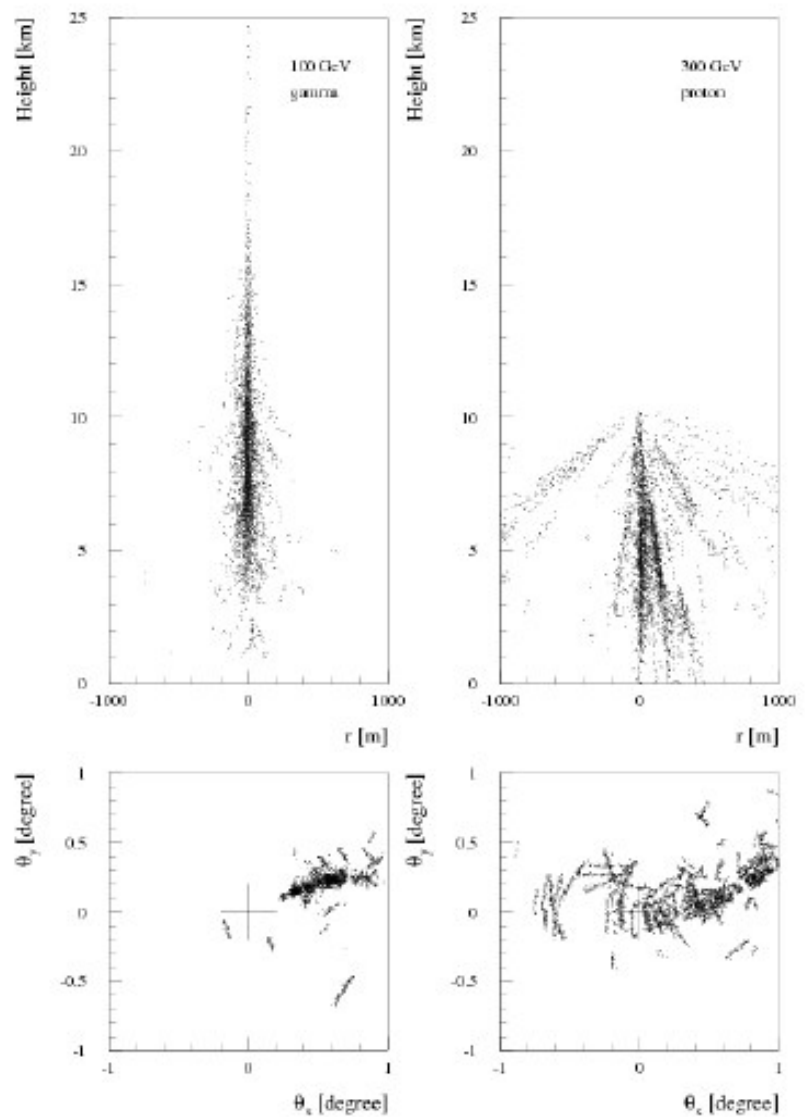 Height [km]
25
20
15
10
5
0
-1000
0
1000
r [m]
100 GeV
gamma
Height [km]
25
20
15
10
5
0
-1000
0
1000
r [m]
300 GeV
proton
θy [degree]
1
0.5
0
-0.5
-1
-1
0
1
θx [degree]
θy [degree]
1
0.5
0
-0.5
-1
-1
0
1
θx [degree]